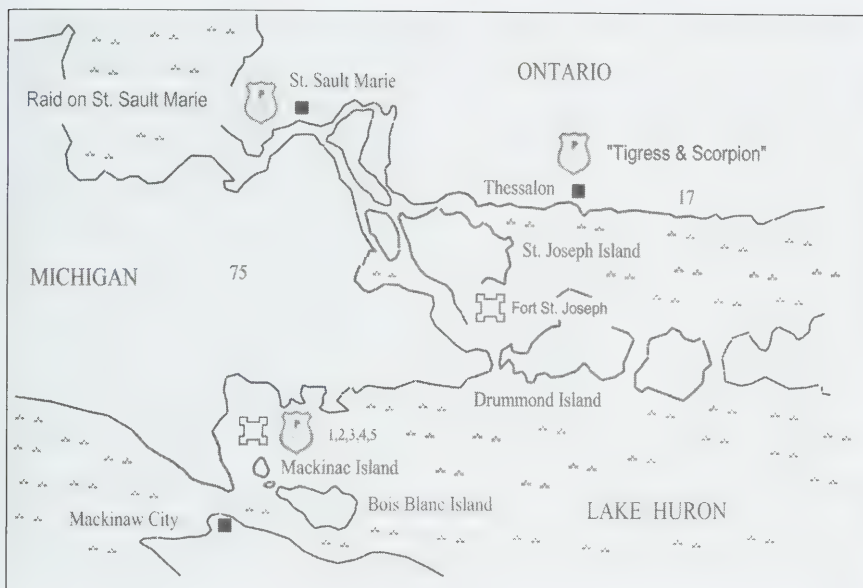 St. Sault Marie
ONTARIO
Raid on St. Sault Marie
P
P
"Tigress & Scorpion"
Thessalon
17
St. Joseph Island
MICHIGAN
75
Fort St. Joseph
Drummond Island
P
1,2,3,4,5
Mackinac Island
Bois Blanc Island
Mackinaw City
LAKE HURON